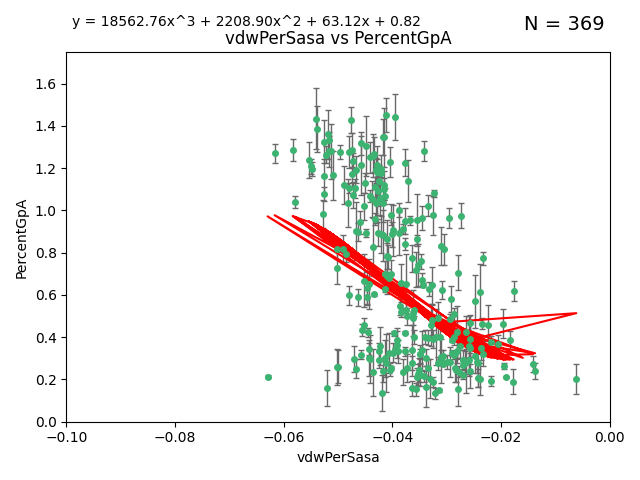 y = 18562.76x^3 + 2208.90x^2 + 63.12x + 0.82
N = 369
vdwPerSasa vs PercentGpA
PercentGpA
1.6
1.4
1.2
1.0
0.8
0.6
0.4
0.2
0.0
−0.10 −0.08 −0.06 −0.04 −0.02 0.00
vdwPerSasa